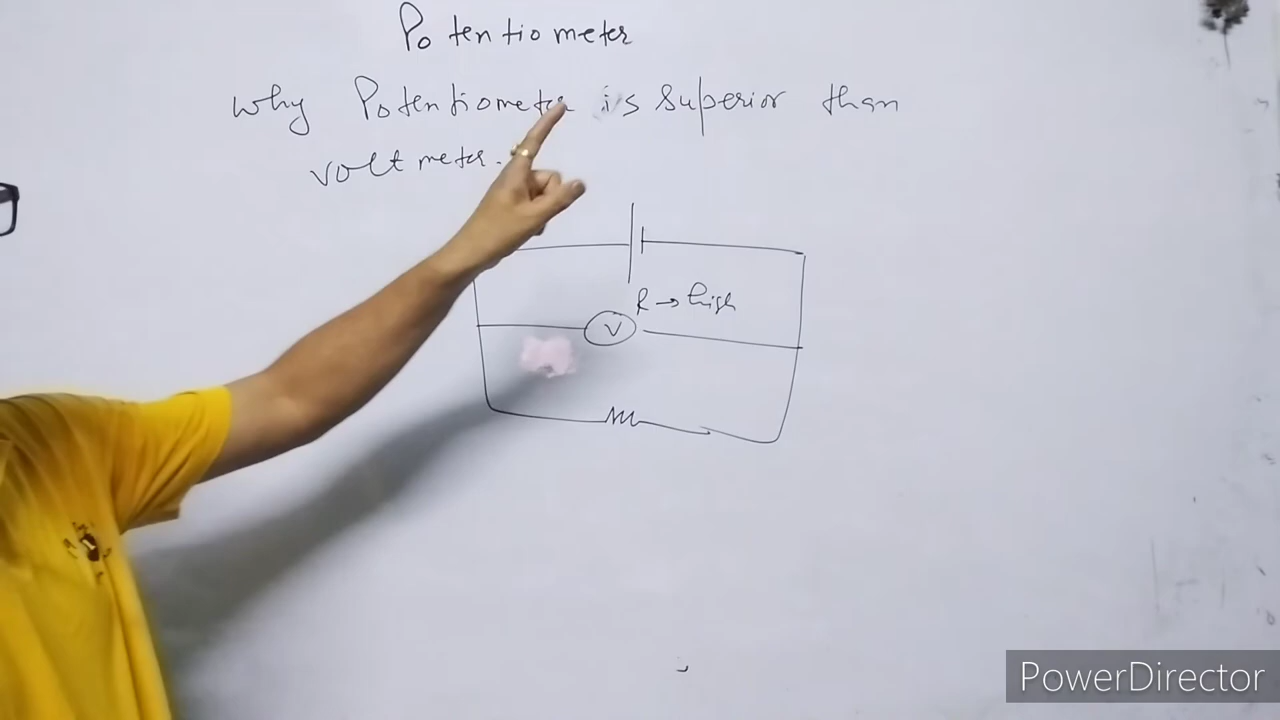 Potentiometer
why Potentiometer is superior than
voltmeter.
R → high
V
PowerDirector